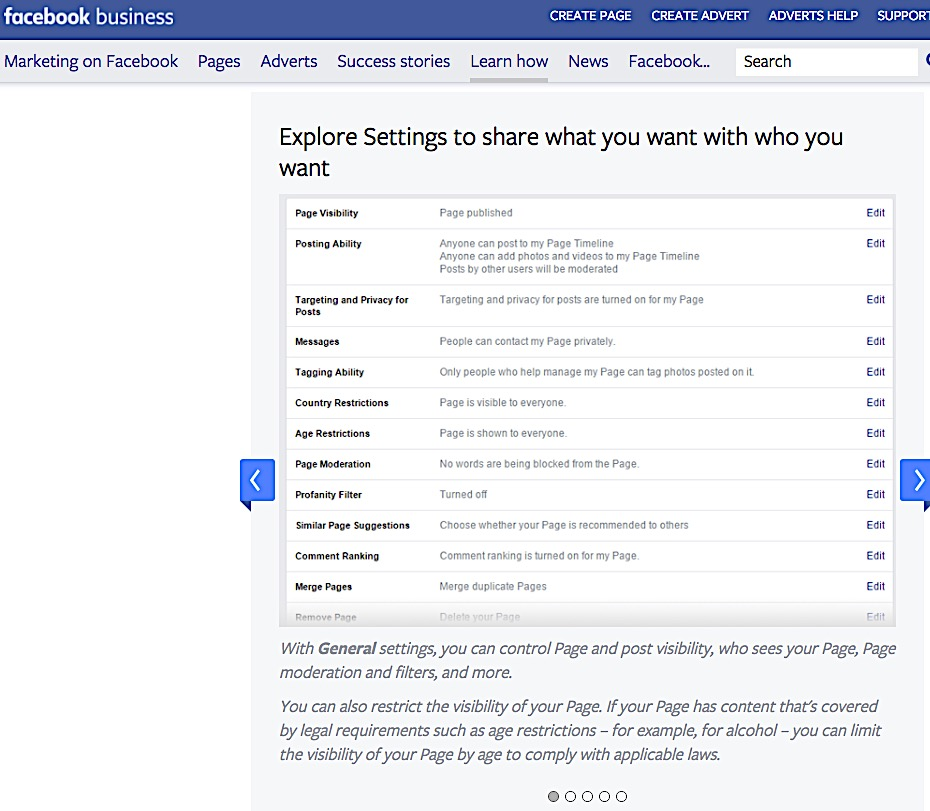 facebook business CREATE PAGE CREATE ADVERT ADVERTS HELP SUPPORT
Marketing on Facebook Pages Adverts Success stories Learn how News Facebook... Search
Explore Settings to share what you want with who you
want
Page Visibility Page published Edit
Posting Ability Anyone can post to my Page Timeline Edit
Anyone can add photos and videos to my Page Timeline
Posts by other users will be moderated
Targeting and Privacy for Targeting and privacy for posts are turned on for my Page Edit
Posts
Messages People can contact my Page privately. Edit
Tagging Ability Only people who help manage my Page can tag photos posted on it. Edit
Country Restrictions Page is visible to everyone. Edit
Age Restrictions Page is shown to everyone. Edit
Page Moderation No words are being blocked from the Page. Edit
Profanity Filter Turned off Edit
Similar Page Suggestions Choose whether your Page is recommended to others Edit
Comment Ranking Comment ranking is turned on for my Page. Edit
Merge Pages Merge duplicate Pages Edit
Remove Page Delete your Page Edit
With General settings, you can control Page and post visibility, who sees your Page, Page
moderation and filters, and more.
You can also restrict the visibility of your Page. If your Page has content that's covered
by legal requirements such as age restrictions – for example, for alcohol – you can limit
the visibility of your Page by age to comply with applicable laws.